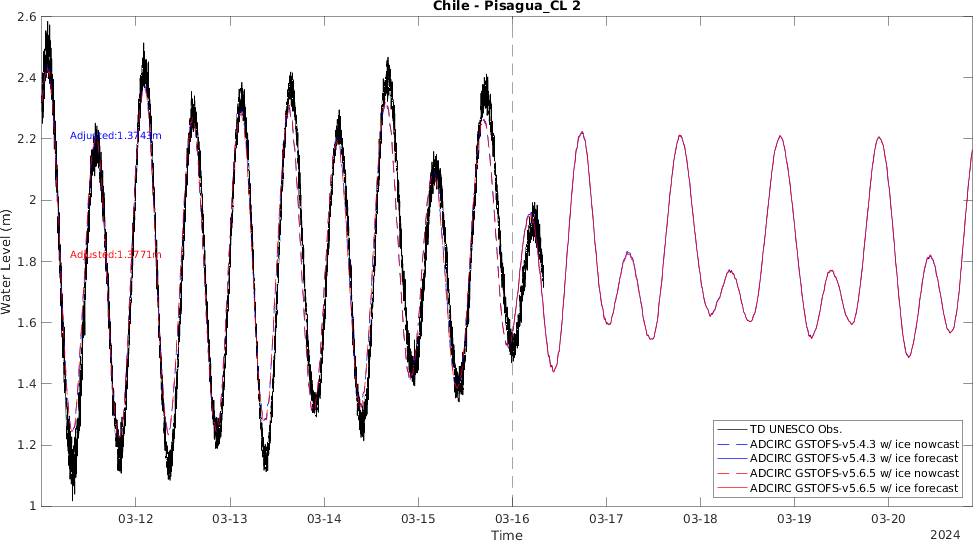 Chile - Pisagua_CL 2
2.6
2.4
2.2
2
1.8
1.6
1.4
1.2
1
Water Level (m)
Adjusted:1.3743m
Adjusted:1.3771m
TD UNESCO Obs.
ADCIRC GSTOFS-v5.4.3 w/ ice nowcast
ADCIRC GSTOFS-v5.4.3 w/ ice forecast
ADCIRC GSTOFS-v5.6.5 w/ ice nowcast
ADCIRC GSTOFS-v5.6.5 w/ ice forecast
03-12 03-13 03-14 03-15 03-16 03-17 03-18 03-19 03-20
Time
2024